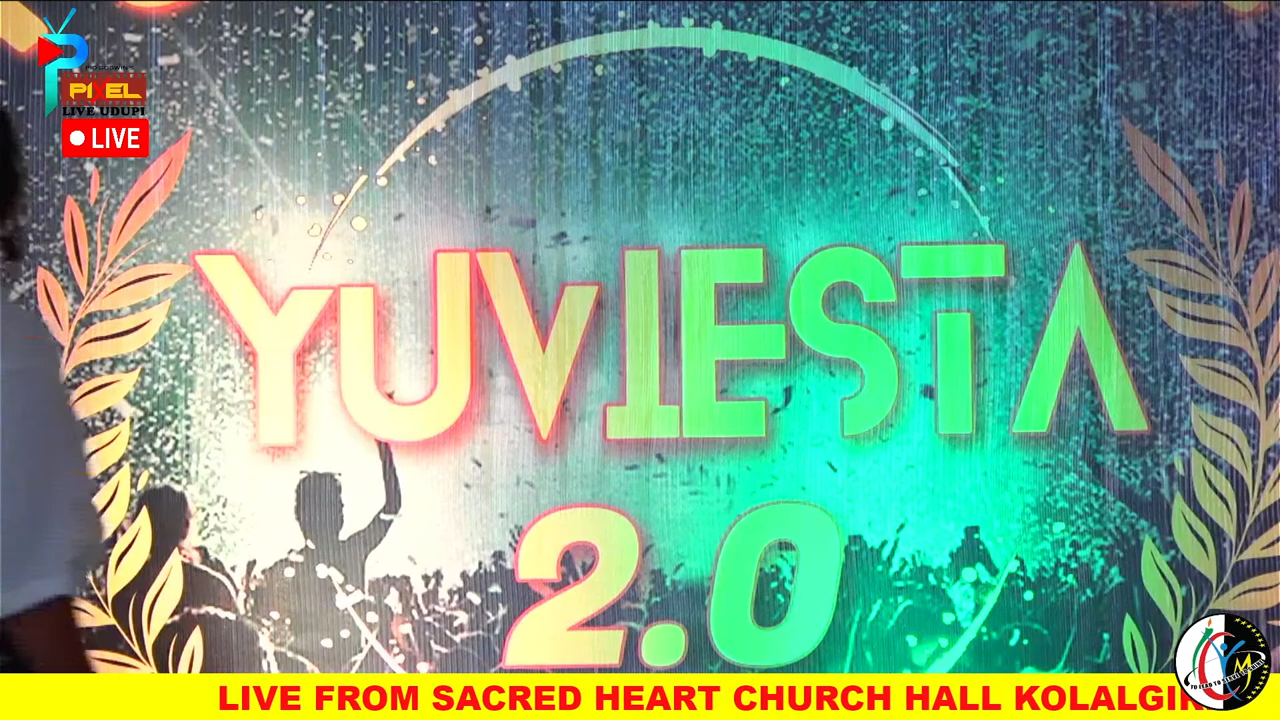 PIXEL
LIVE UDUPI
LIVE
YUVIESTA
2.0
LIVE FROM SACRED HEART CHURCH HALL KOLALGIR